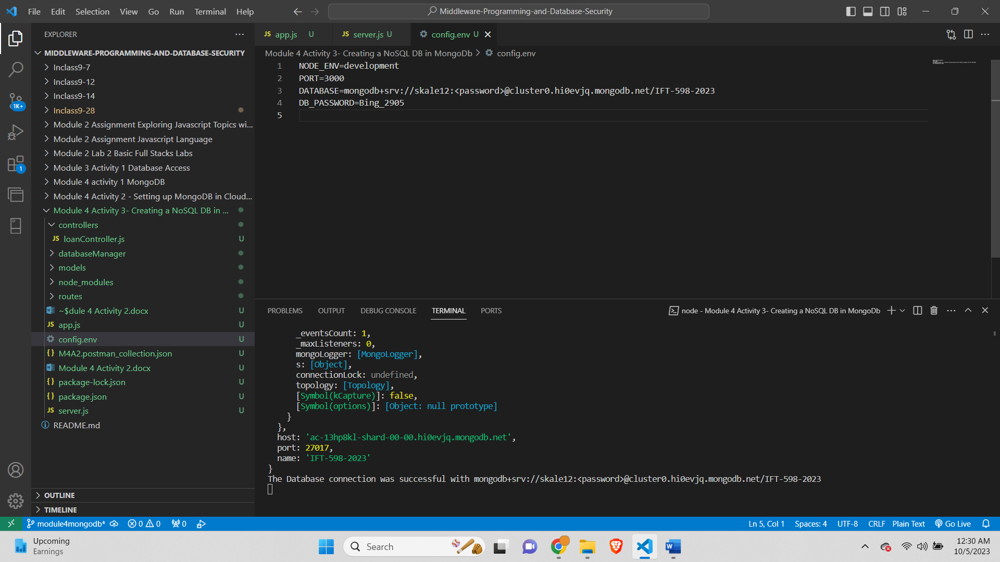 File Edit Selection View Go Run Terminal Help
Middleware-Programming-and-Database-Security
EXPLORER
MIDDLEWARE-PROGRAMMING-AND-DATABASE-SECURITY
Inclass9-7
Inclass9-12
Inclass9-14
Inclass9-28
Module 2 Assignment Exploring Javascript Topics wi...
Module 2 Assignment Javascript Language
Module 2 Lab 2 Basic Full Stacks Labs
Module 3 Activity 1 Database Access
Module 4 activity 1 MongoDB
Module 4 Activity 2 - Setting up MongoDB in Cloud...
Module 4 Activity 3- Creating a NoSQL DB in ...
controllers
JS loanController.js U
databaseManager
models
node_modules
routes
~$dule 4 Activity 2.docx U
JS app.js U
config.env U
{} M4A2.postman_collection.json U
Module 4 Activity 2.docx U
{} package-lock.json U
{} package.json U
JS server.js U
README.md
OUTLINE
TIMELINE
1K+
1
JS app.js U JS server.js U config.env U
Module 4 Activity 3- Creating a NoSQL DB in MongoDb > config.env
1 NODE_ENV=development
2 PORT=3000
3 DATABASE=mongodb+srv://skale12:<password>@cluster0.hi0evjq.mongodb.net/IFT-598-2023
4 DB_PASSWORD=Bing_2905
5
PROBLEMS OUTPUT DEBUG CONSOLE TERMINAL PORTS
node - Module 4 Activity 3- Creating a NoSQL DB in MongoDb
_eventsCount: 1,
_maxListeners: 0,
mongoLogger: [MongoLogger],
s: [Object],
connectionLock: undefined,
topology: [Topology],
[Symbol(kCapture)]: false,
[Symbol(options)]: [Object: null prototype]
}
},
host: 'ac-13hp8kl-shard-00-00.hi0evjq.mongodb.net',
port: 27017,
name: 'IFT-598-2023'
}
The Database connection was successful with mongodb+srv://skale12:<password>@cluster0.hi0evjq.mongodb.net/IFT-598-2023
module4mongodb* 0 0 0
Ln 5, Col 1 Spaces: 4 UTF-8 CRLF Plain Text Go Live
Upcoming
Earnings
Search
12:30 AM
10/5/2023